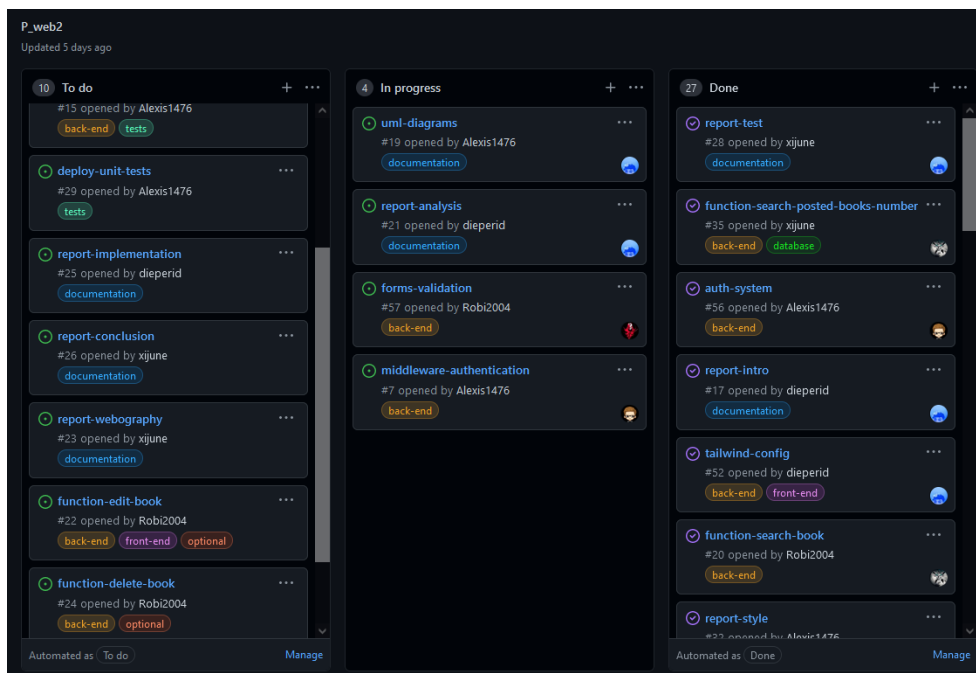 P_web2
Updated 5 days ago
10 To do
#15 opened by Alexis1476
back-end tests
deploy-unit-tests
#29 opened by Alexis1476
tests
report-implementation
#25 opened by dieperid
documentation
report-conclusion
#26 opened by xijune
documentation
report-webography
#23 opened by xijune
documentation
function-edit-book
#22 opened by Robi2004
back-end front-end optional
function-delete-book
#24 opened by Robi2004
back-end optional
Automated as To do Manage
4 In progress
uml-diagrams
#19 opened by Alexis1476
documentation
report-analysis
#21 opened by dieperid
documentation
forms-validation
#57 opened by Robi2004
back-end
middleware-authentication
#7 opened by Alexis1476
back-end
27 Done
report-test
#28 opened by xijune
documentation
function-search-posted-books-number
#35 opened by xijune
back-end database
auth-system
#56 opened by Alexis1476
back-end
report-intro
#17 opened by dieperid
documentation
tailwind-config
#52 opened by dieperid
back-end front-end
function-search-book
#20 opened by Robi2004
back-end
report-style
#32 opened by Alexis1476
Automated as Done Manage